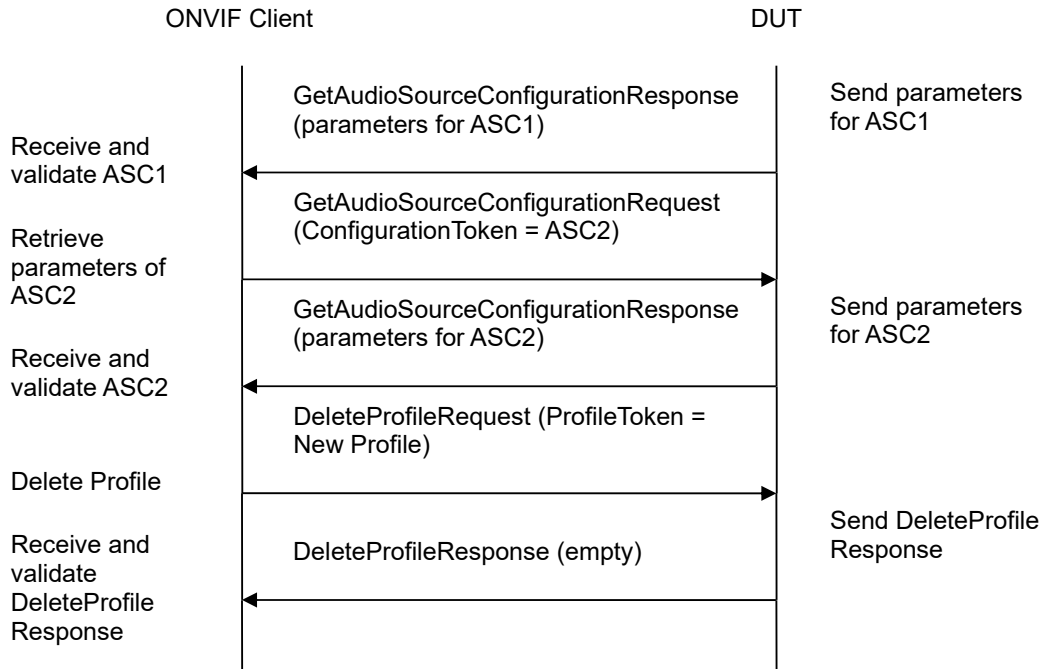 ONVIF Client
DUT
GetAudioSourceConfigurationResponse
(parameters for ASC1)
Send parameters
for ASC1
Receive and
validate ASC1
GetAudioSourceConfigurationRequest
(ConfigurationToken = ASC2)
Retrieve
parameters of
ASC2
GetAudioSourceConfigurationResponse
(parameters for ASC2)
Send parameters
for ASC2
Receive and
validate ASC2
DeleteProfileRequest (ProfileToken =
New Profile)
Delete Profile
Send DeleteProfile
Response
Receive and
validate
DeleteProfile
Response
DeleteProfileResponse (empty)